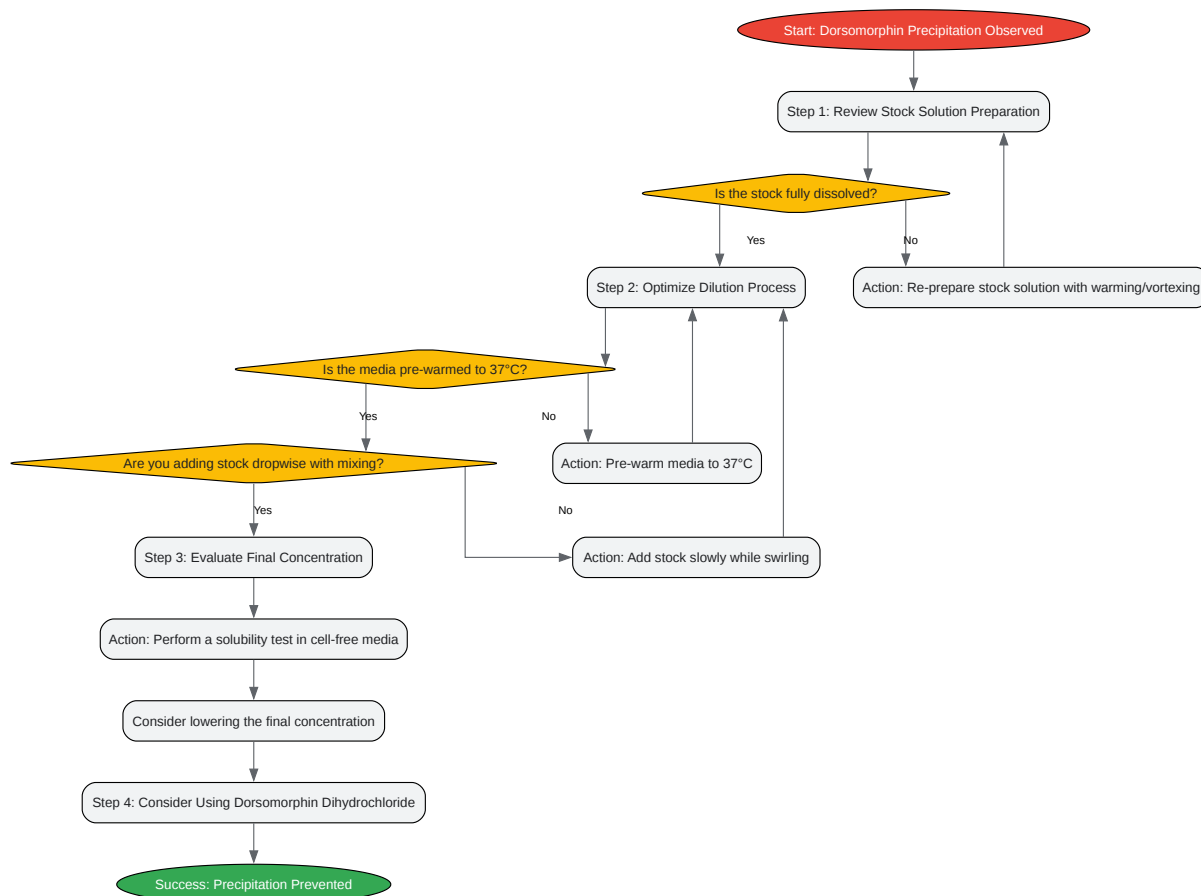 Start: Dorsomorphin Precipitation Observed
Step 1: Review Stock Solution Preparation
Is the stock fully dissolved?
Yes
No
Step 2: Optimize Dilution Process
Action: Re-prepare stock solution with warming/vortexing
Is the media pre-warmed to 37°C?
Yes
No
Are you adding stock dropwise with mixing?
Action: Pre-warm media to 37°C
Yes
No
Step 3: Evaluate Final Concentration
Action: Add stock slowly while swirling
Action: Perform a solubility test in cell-free media
Consider lowering the final concentration
Step 4: Consider Using Dorsomorphin Dihydrochloride
Success: Precipitation Prevented